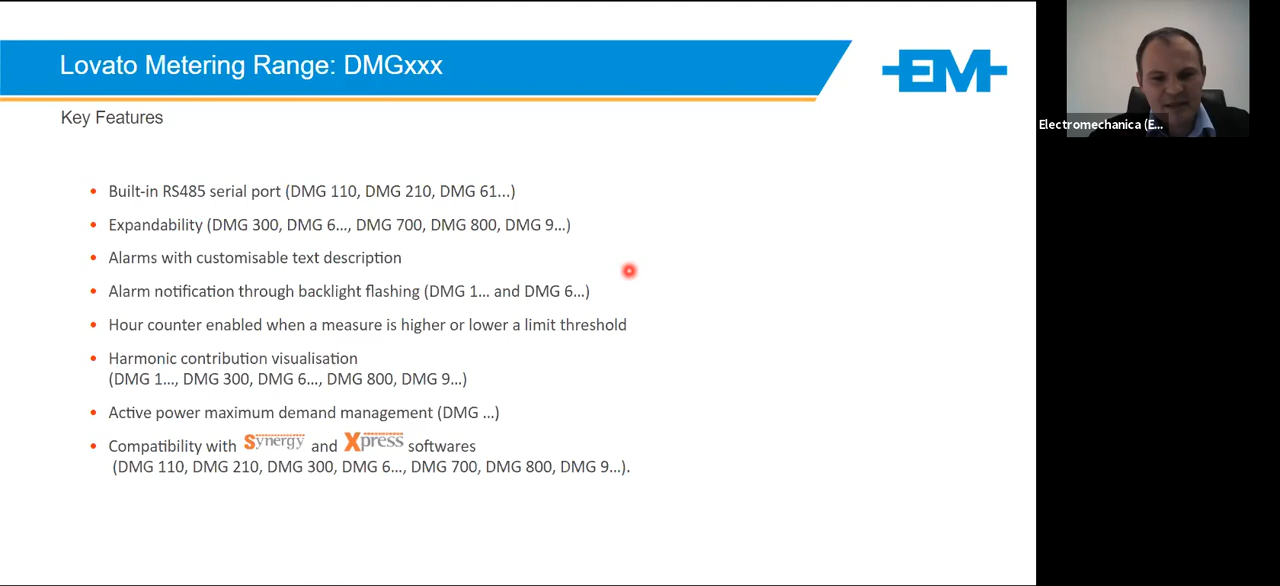 Lovato Metering Range: DMGxxx
EM
Key Features
Electromechanica (E...
• Built-in RS485 serial port (DMG 110, DMG 210, DMG 61...)
• Expandability (DMG 300, DMG 6..., DMG 700, DMG 800, DMG 9...)
• Alarms with customisable text description
• Alarm notification through backlight flashing (DMG 1... and DMG 6...)
• Hour counter enabled when a measure is higher or lower a limit threshold
• Harmonic contribution visualisation
(DMG 1..., DMG 300, DMG 6..., DMG 800, DMG 9...)
• Active power maximum demand management (DMG ...)
• Compatibility with Synergy and Xpress softwares
(DMG 110, DMG 210, DMG 300, DMG 6..., DMG 700, DMG 800, DMG 9...).